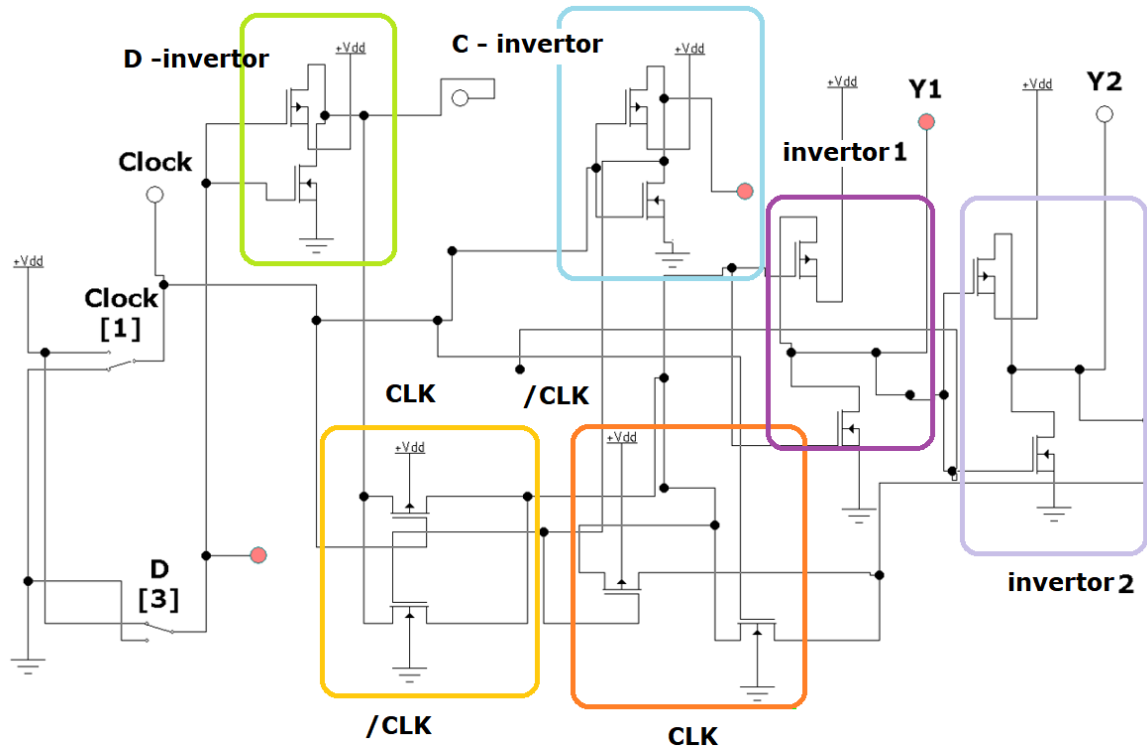 D -invertor
+Vdd
C - invertor
+Vdd
+Vdd
Y1
+Vdd
Y2
invertor 1
Clock
+Vdd
Clock
[1]
CLK
/CLK
+Vdd
+Vdd
D
[3]
invertor 2
/CLK
CLK